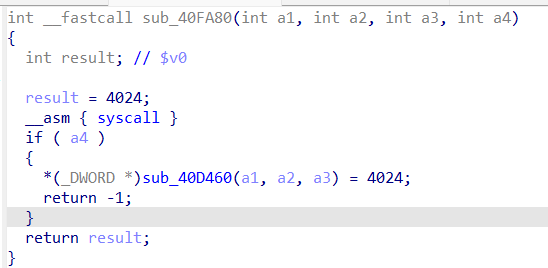 int __fastcall sub_40FA80(int a1, int a2, int a3, int a4)
{
  int result; // $v0

  result = 4024;
  __asm { syscall }
  if ( a4 )
  {
    *(_DWORD *)sub_40D460(a1, a2, a3) = 4024;
    return -1;
  }
  return result;
}